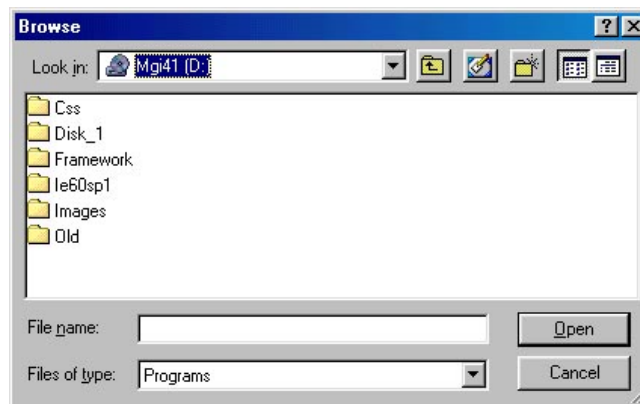 Browse
Look in: Mgi41 (D:)
Css
Disk_1
Framework
Ie60sp1
Images
Old
File name: Open
Files of type: Programs Cancel